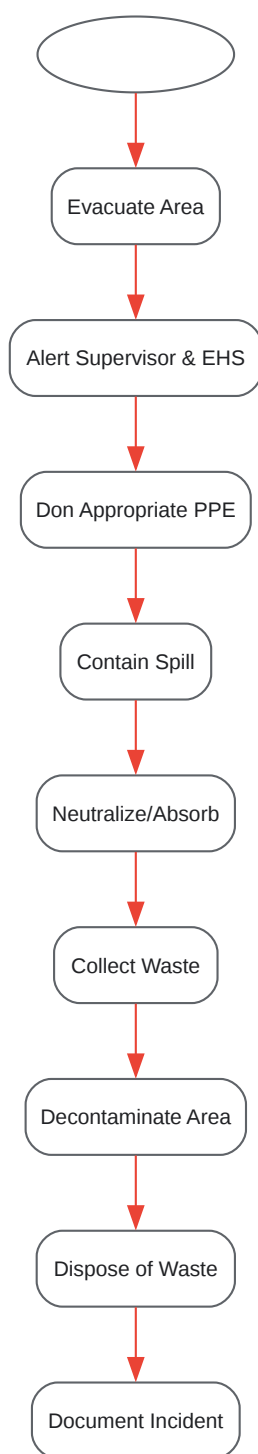 Evacuate Area
Alert Supervisor & EHS
Don Appropriate PPE
Contain Spill
Neutralize/Absorb
Collect Waste
Decontaminate Area
Dispose of Waste
Document Incident